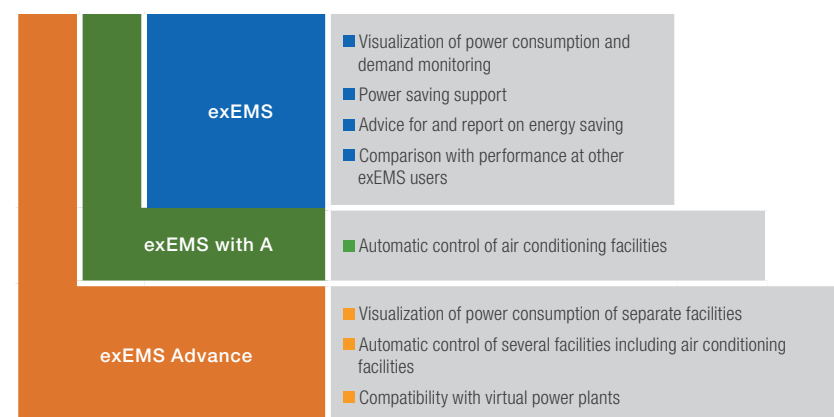 exEMS
Visualization of power consumption and
demand monitoring
Power saving support
Advice for and report on energy saving
Comparison with performance at other
exEMS users
exEMS with A
Automatic control of air conditioning facilities
exEMS Advance
Visualization of power consumption of separate facilities
Automatic control of several facilities including air conditioning
facilities
Compatibility with virtual power plants